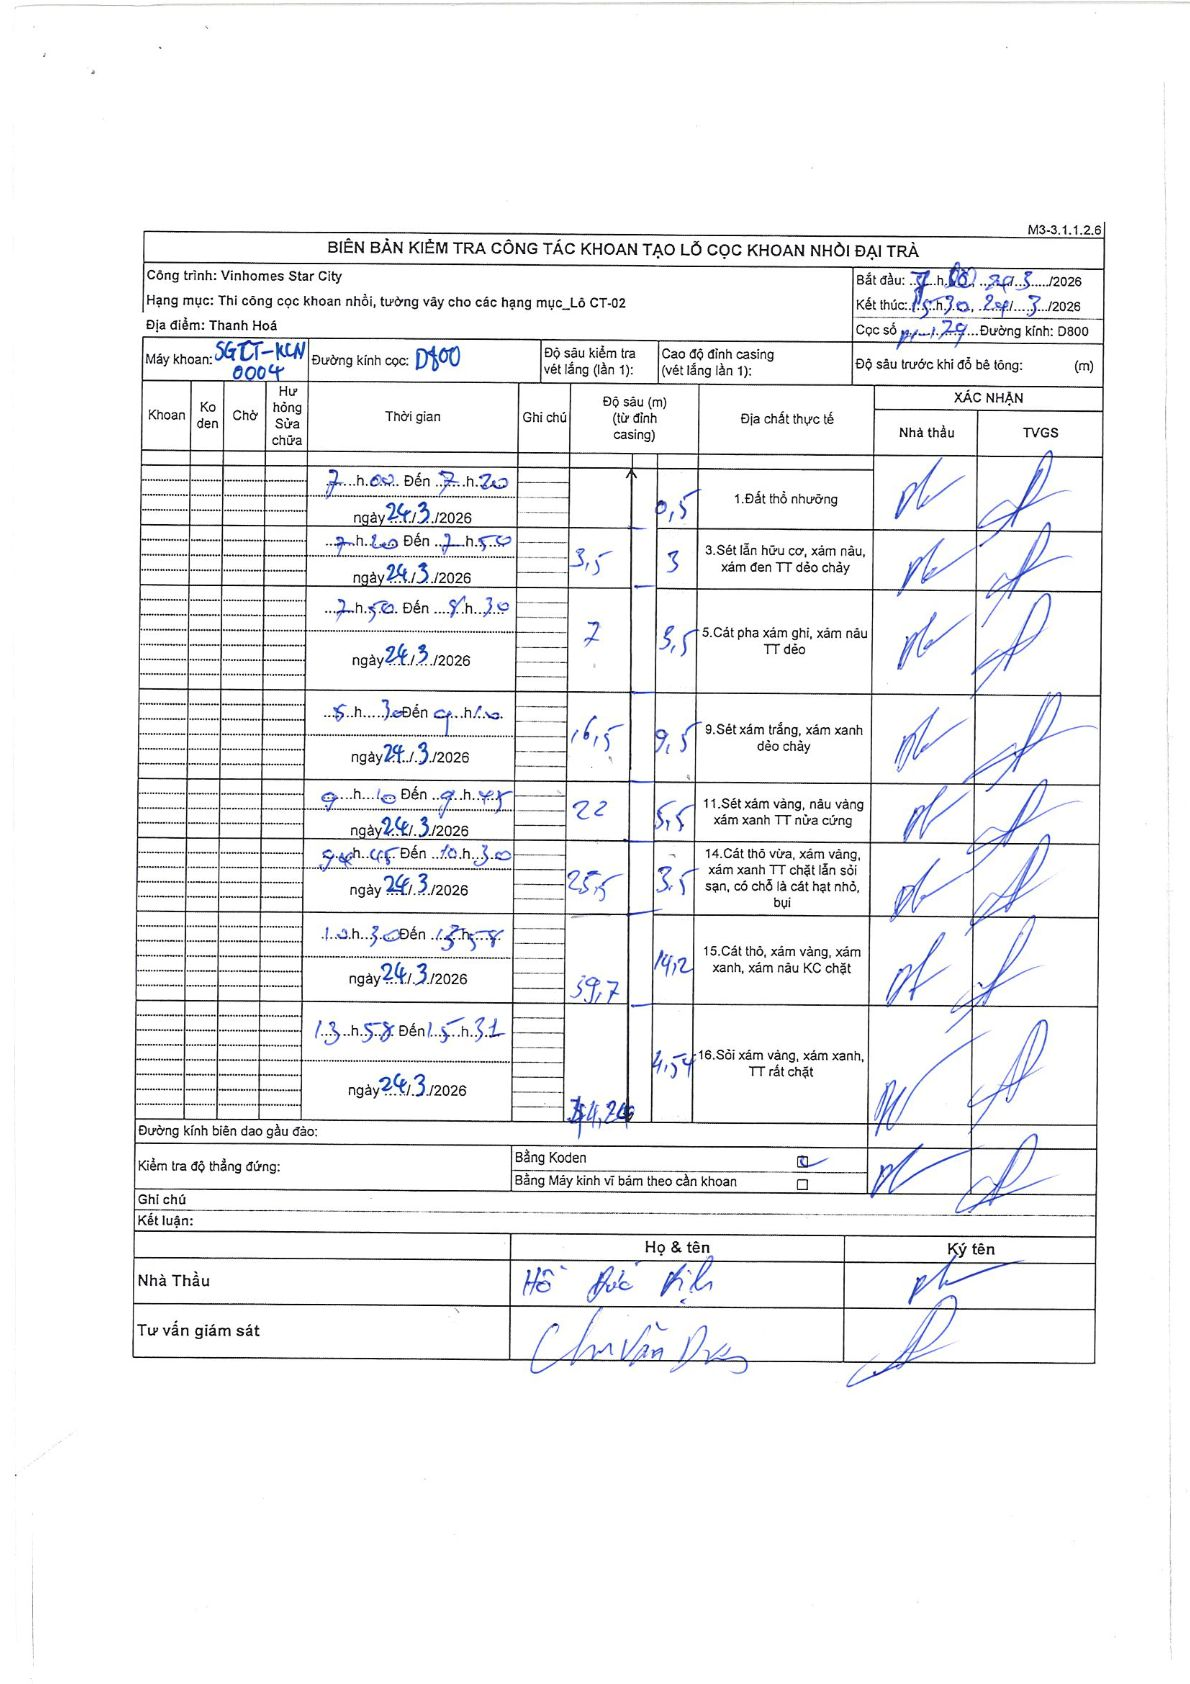 M3-3.1.1.2.6
BIÊN BẢN KIỂM TRA CÔNG TÁC KHOAN TẠO LỖ CỌC KHOAN NHỒI ĐẠI TRÀ
Công trình: Vinhomes Star City
Bắt đầu: ..7..h.00, ..24/.3...../2026
Hạng mục: Thi công cọc khoan nhồi, tường vây cho các hạng mục_Lô CT-02
Kết thúc: 15.h30, .24/....3.../2026
Địa điểm: Thanh Hoá
Cọc số P1-179...Đường kính: D800
Máy khoan: SGCT-KCN 0004
Đường kính cọc: D800
Độ sâu kiểm tra vét lắng (lần 1):
Cao độ đỉnh casing (vét lắng lần 1):
Độ sâu trước khi đổ bê tông: (m)
Khoan
Ko den
Chờ
Hư hỏng Sửa chữa
Thời gian
Ghi chú
Độ sâu (m) (từ đỉnh casing)
Địa chất thực tế
XÁC NHẬN
Nhà thầu
TVGS
7...h.00. Đến ..7..h.20
ngày 24/.3./2026
0,5
1.Đất thổ nhưỡng
..7..h 20 Đến ..7..h.50
ngày 24/.3./2026
3,5
3
3.Sét lẫn hữu cơ, xám nâu, xám đen TT dẻo chảy
...7..h.50. Đến ....8..h..30
ngày 24/.3./2026
7
3,5
5.Cát pha xám ghi, xám nâu TT dẻo
...8..h.....30 Đến 9...h10.
ngày 24/.3./2026
16,5
9,5
9.Sét xám trắng, xám xanh dẻo chảy
9...h...10 Đến ..9..h.45
ngày 24/.3./2026
22
5,5
11.Sét xám vàng, nâu vàng xám xanh TT nửa cứng
9..h..45. Đến ..10.h..30
ngày 24/.3./2026
25,5
3.5
14.Cát thô vừa, xám vàng, xám xanh TT chặt lẫn sỏi sạn, có chỗ là cát hạt nhỏ, bụi
.10.h..30 Đến .13.h.58
ngày 24/.3./2026
39,7
14,2
15.Cát thô, xám vàng, xám xanh, xám nâu KC chặt
13...h.58. Đến 15..h.31
ngày 24/.3./2026
44,24
4,54
16.Sỏi xám vàng, xám xanh, TT rất chặt
Đường kính biên dao gầu đào:
Kiểm tra độ thẳng đứng:
Bằng Koden
Bằng Máy kinh vĩ bám theo cần khoan
Ghi chú
Kết luận:
Họ & tên
Ký tên
Nhà Thầu
Hồ Đức Định
Tư vấn giám sát
Chu Văn